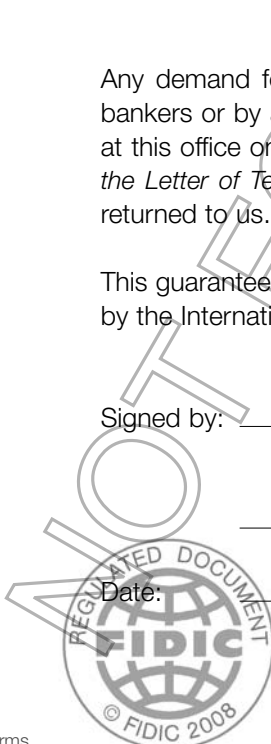 Any demand fo
bankers or by
at this office or
the Letter of Te
returned to us.
This guarantee
by the Internati
Signed by:
Date:
NOT
REGULATED DOCUMENT
FIDIC
© FIDIC 2008
rms